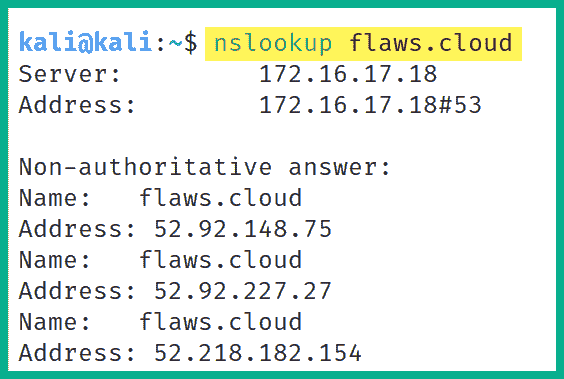 kali@kali:~$ nslookup flaws.cloud
Server: 172.16.17.18
Address: 172.16.17.18#53
Non-authoritative answer:
Name: flaws.cloud
Address: 52.92.148.75
Name: flaws.cloud
Address: 52.92.227.27
Name: flaws.cloud
Address: 52.218.182.154